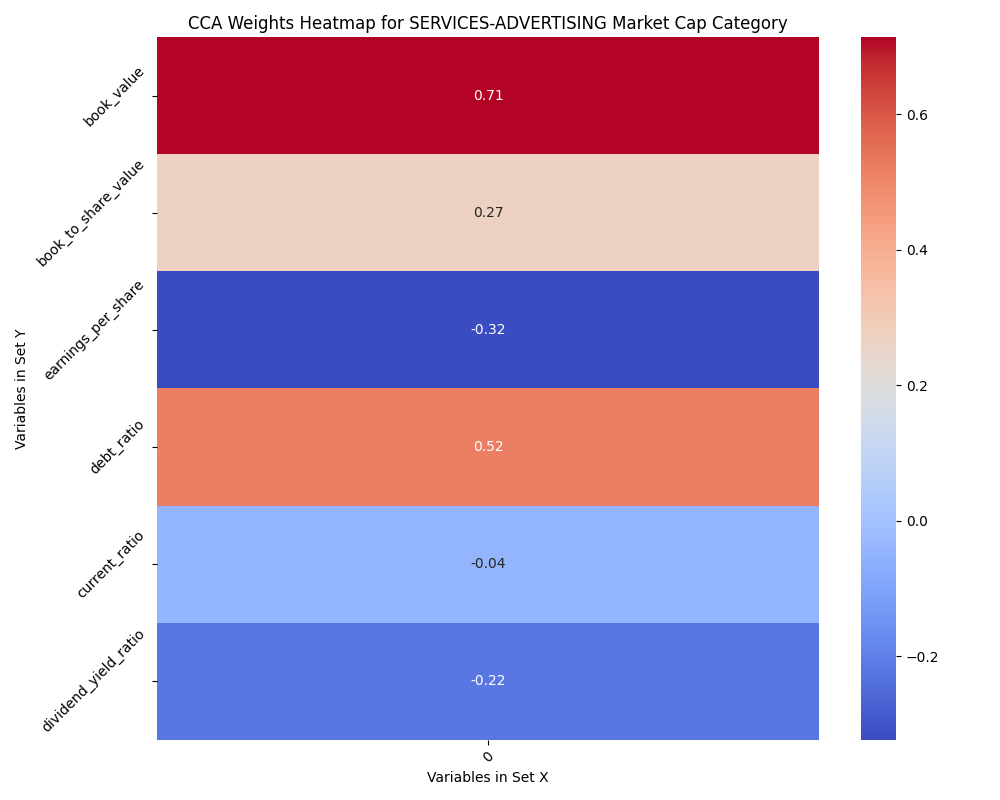 CCA Weights Heatmap for SERVICES-ADVERTISING Market Cap Category
Variables in Set Y
book_value
0.71
book_to_share_value
0.27
earnings_per_share
-0.32
debt_ratio
0.52
current_ratio
-0.04
dividend_yield_ratio
-0.22
0
Variables in Set X
0.6
0.4
0.2
0.0
−0.2